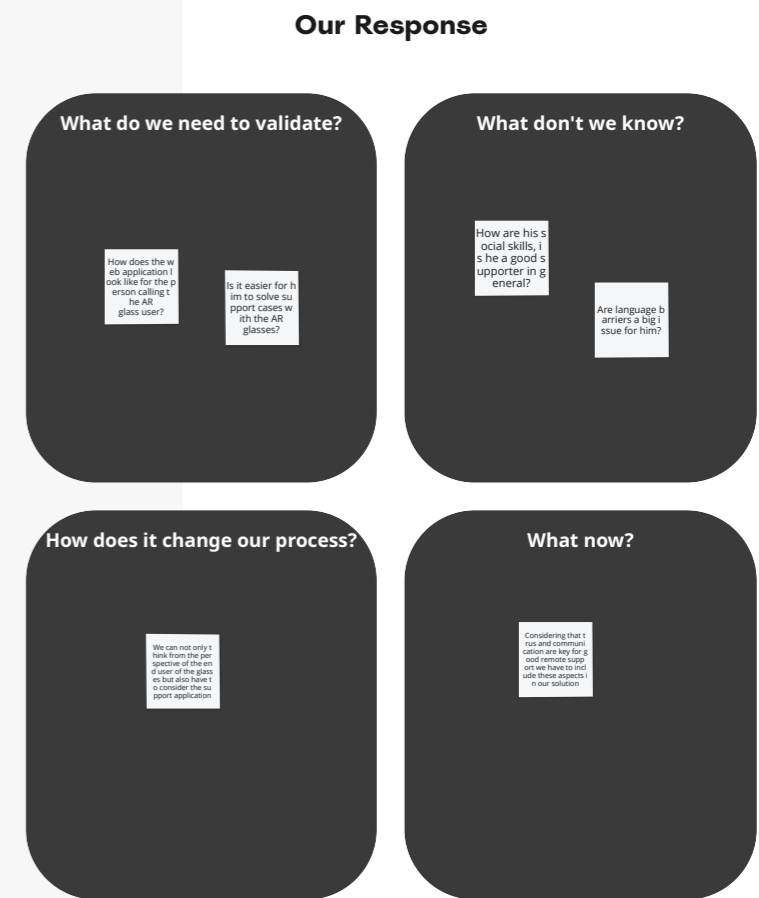 Our Response
What do we need to validate?
How does the w
eb application l
ook like for the p
erson calling t
he AR
glass user?
Is it easier for h
im to solve su
pport cases w
ith the AR
glasses?
What don't we know?
How are his s
ocial skills, i
s he a good s
upporter in g
eneral?
Are language b
arriers a big i
ssue for him?
How does it change our process?
We can not only t
hink from the per
spective of the en
d user of the glass
es but also have t
o consider the su
pport application
What now?
Considering that t
rus and communi
cation are key for g
ood remote supp
ort we have to incl
ude these aspects i
n our solution